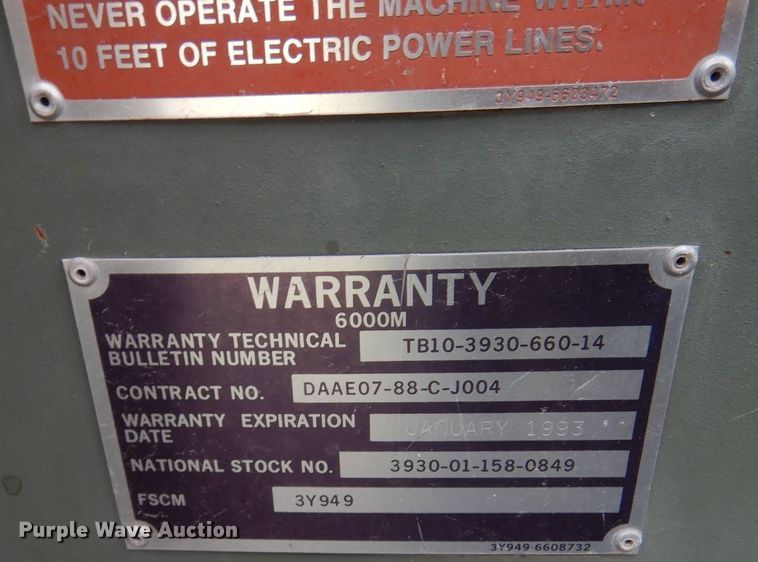 NEVER OPERATE THE MACHINE WITHIN
10 FEET OF ELECTRIC POWER LINES.
3Y949-6603472
WARRANTY
6000M
WARRANTY TECHNICAL BULLETIN NUMBER TB10-3930-660-14
CONTRACT NO. DAAE07-88-C-J004
WARRANTY EXPIRATION DATE JANUARY 1993
NATIONAL STOCK NO. 3930-01-158-0849
FSCM 3Y949
3Y949-6608732
Purple Wave Auction